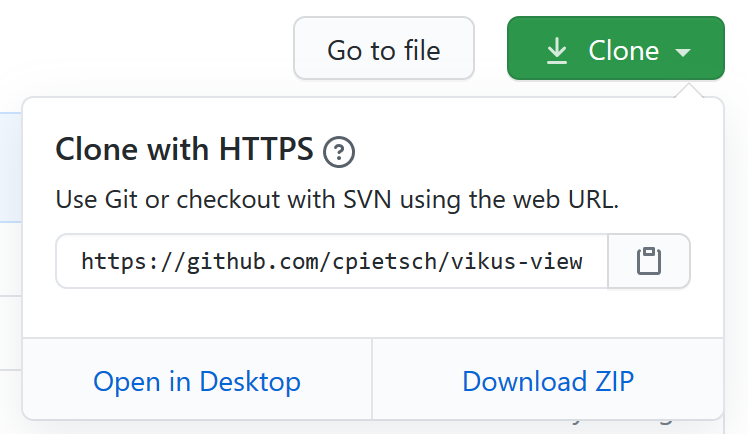 Go to file
Clone
Clone with HTTPS ?
Use Git or checkout with SVN using the web URL.
https://github.com/cpietsch/vikus-view
Open in Desktop
Download ZIP